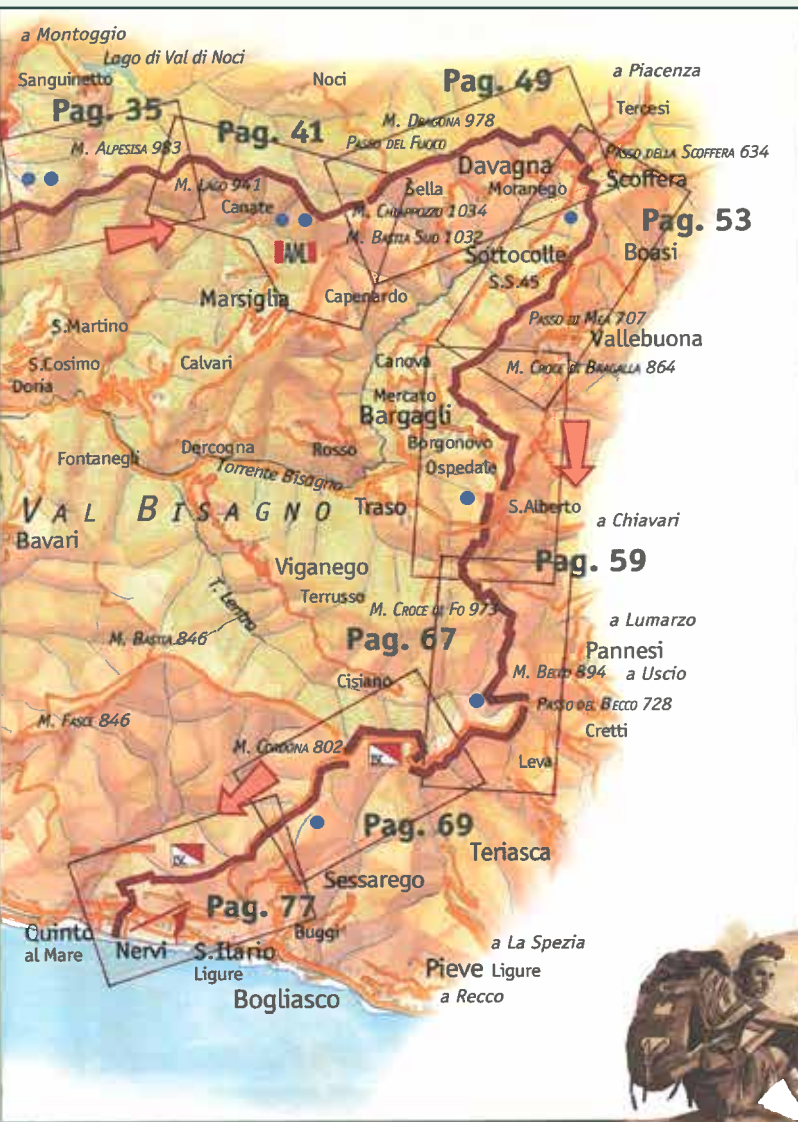 a Montoggio
Lago di Val di Noci
Sanguinetto
Noci
Pag. 49
a Piacenza
Tercesi
Pag. 35
Pag. 41
M. DRAGONA 978
PASSO DEL FUOCO
M. ALPESISA 983
PASSO DELLA SCOFFERA 634
Davagna
Scoffera
M. LAGO 941
Sella
Moranego
Canate
M. CHIAPPOZZO 1034
Pag. 53
M. BASTIA SUD 1032
AML
Sottocolle
Boasi
S.S.45
Marsiglia
Capenardo
PASSO DI MEA 707
S.Martino
Vallebuona
S.Cosimo
Calvari
Canova
M. CROCE DI BRAGALLA 864
Doria
Mercato
Bargagli
Dercogna
Rosso
Borgonovo
Fontanegli
Torrente Bisagno
Ospedale
VAL BISAGNO
Traso
S.Alberto
a Chiavari
Bavari
Pag. 59
Viganego
Terrusso
M. CROCE DI FO 973
T. Lentro
a Lumarzo
M. BASTIA 846
Pag. 67
Pannesi
M. BECCO 894
a Uscio
Cisiano
PASSO DEL BECCO 728
M. FASCE 846
Cretti
M. CORDONA 802
Leva
Pag. 69
Teriasca
Sessarego
Pag. 77
Quinto
al Mare
Nervi
S.Ilario
Ligure
Buggi
a La Spezia
Pieve Ligure
Bogliasco
a Recco